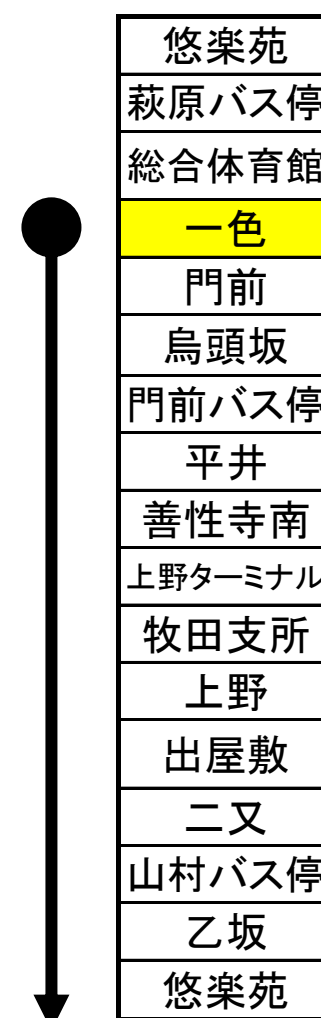 悠楽苑
萩原バス停
総合体育館
一色
門前
烏頭坂
門前バス停
平井
善性寺南
上野ターミナル
牧田支所
上野
出屋敷
二又
山村バス停
乙坂
悠楽苑